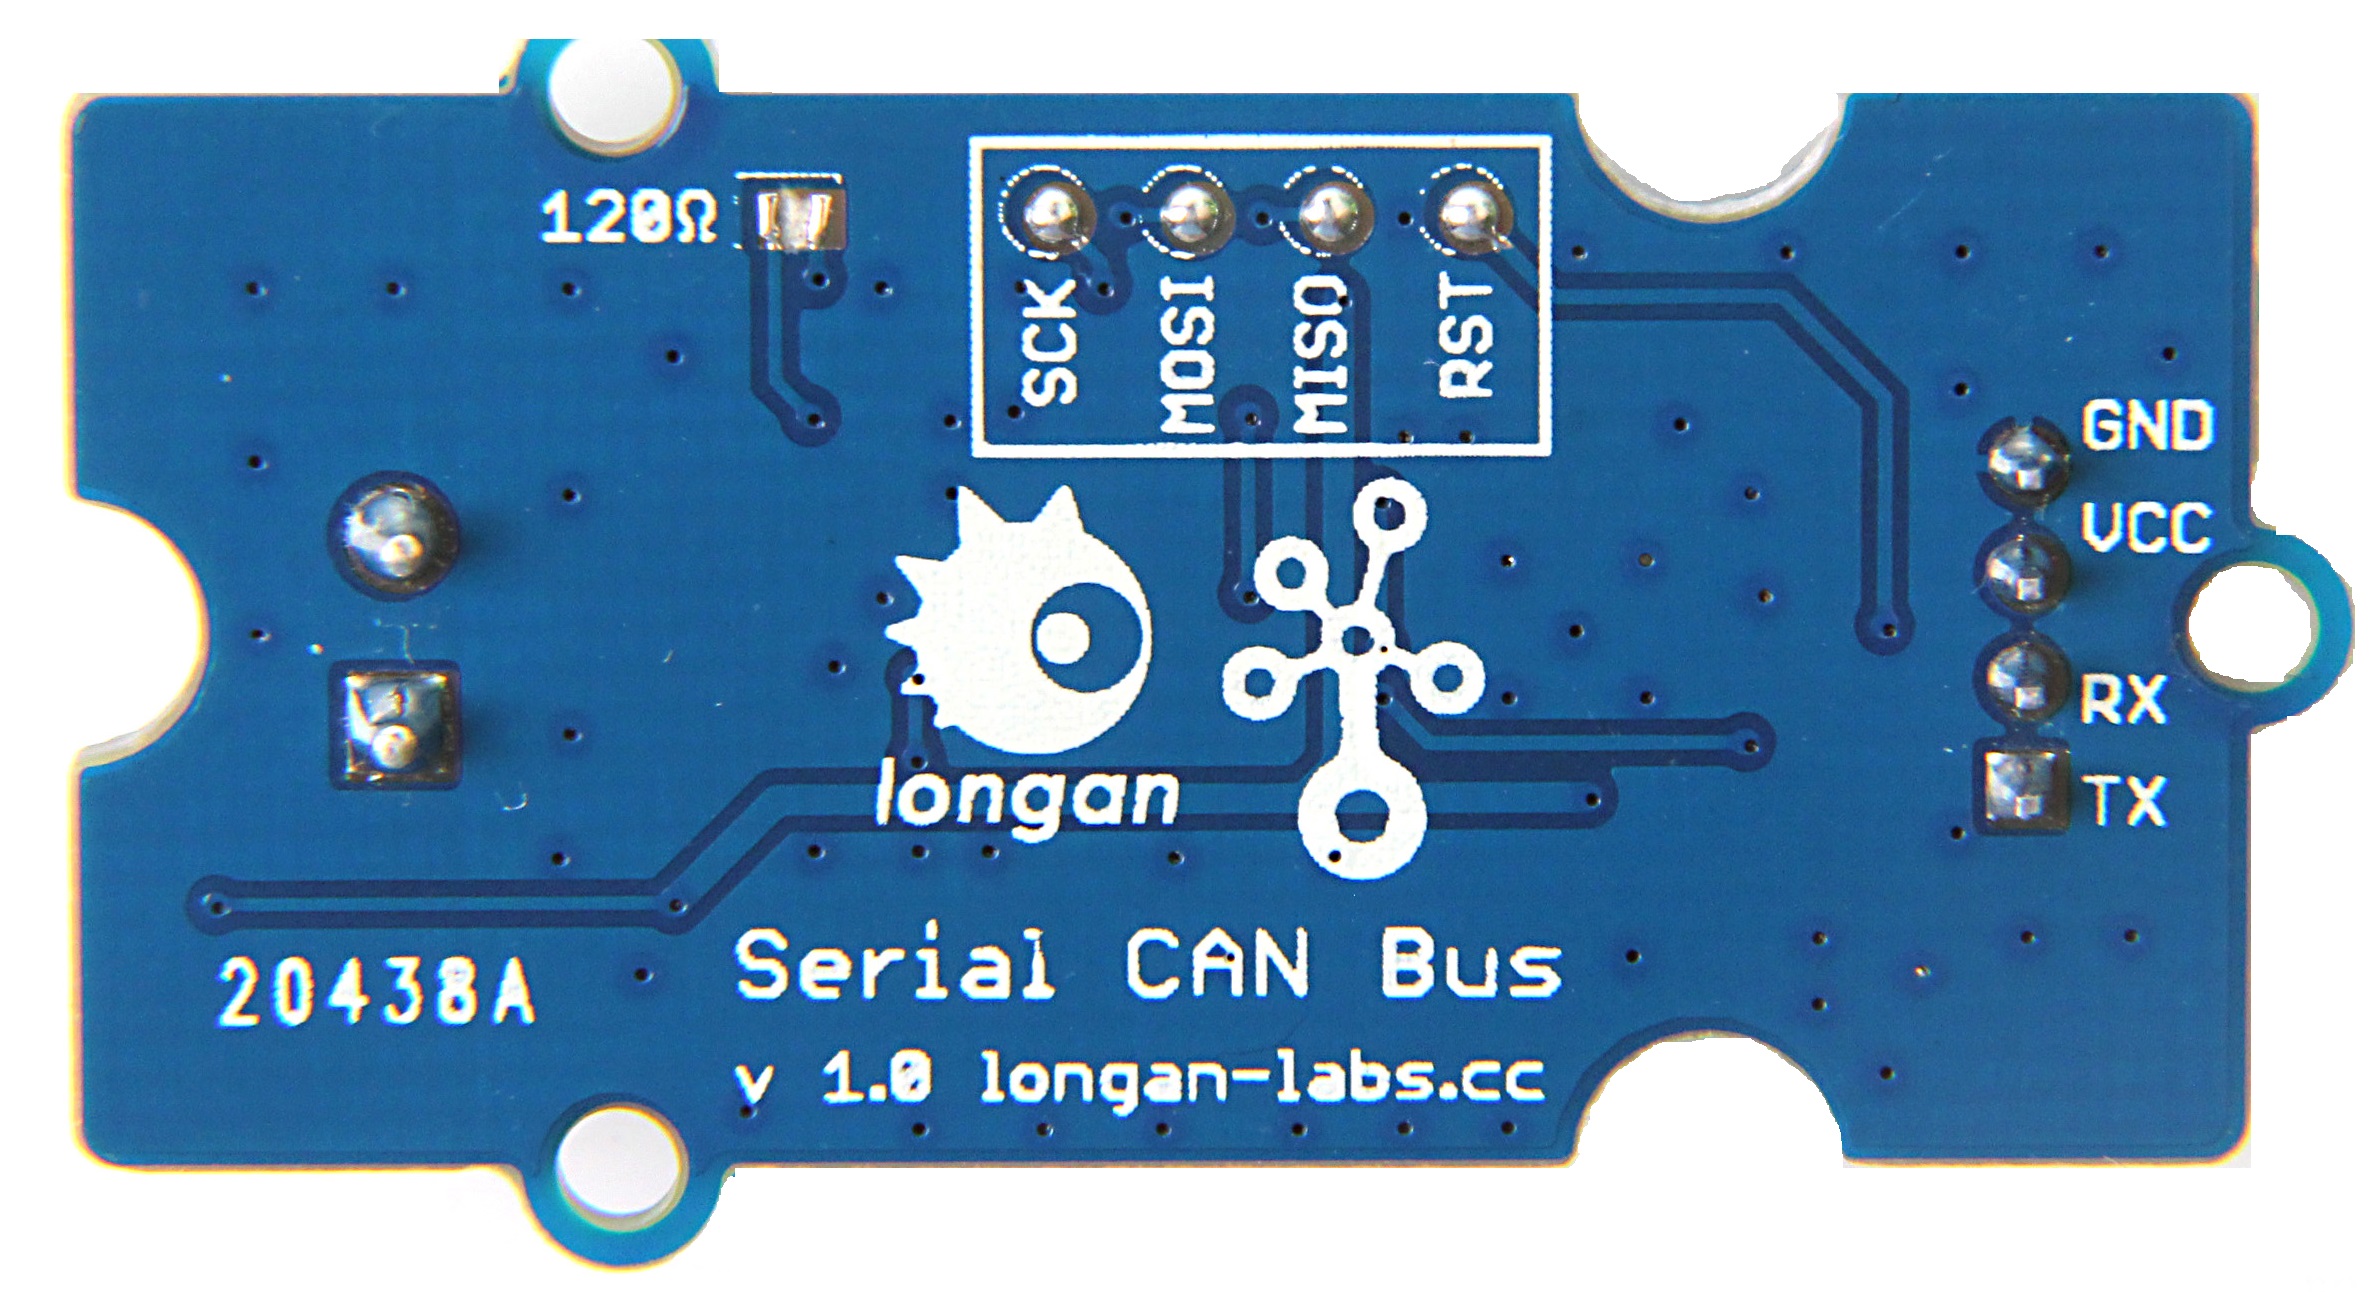 120Ω
SCK
MOSI
MISO
RST
GND
VCC
RX
TX
longan
20438A
Serial CAN Bus
v 1.0 longan-labs.cc